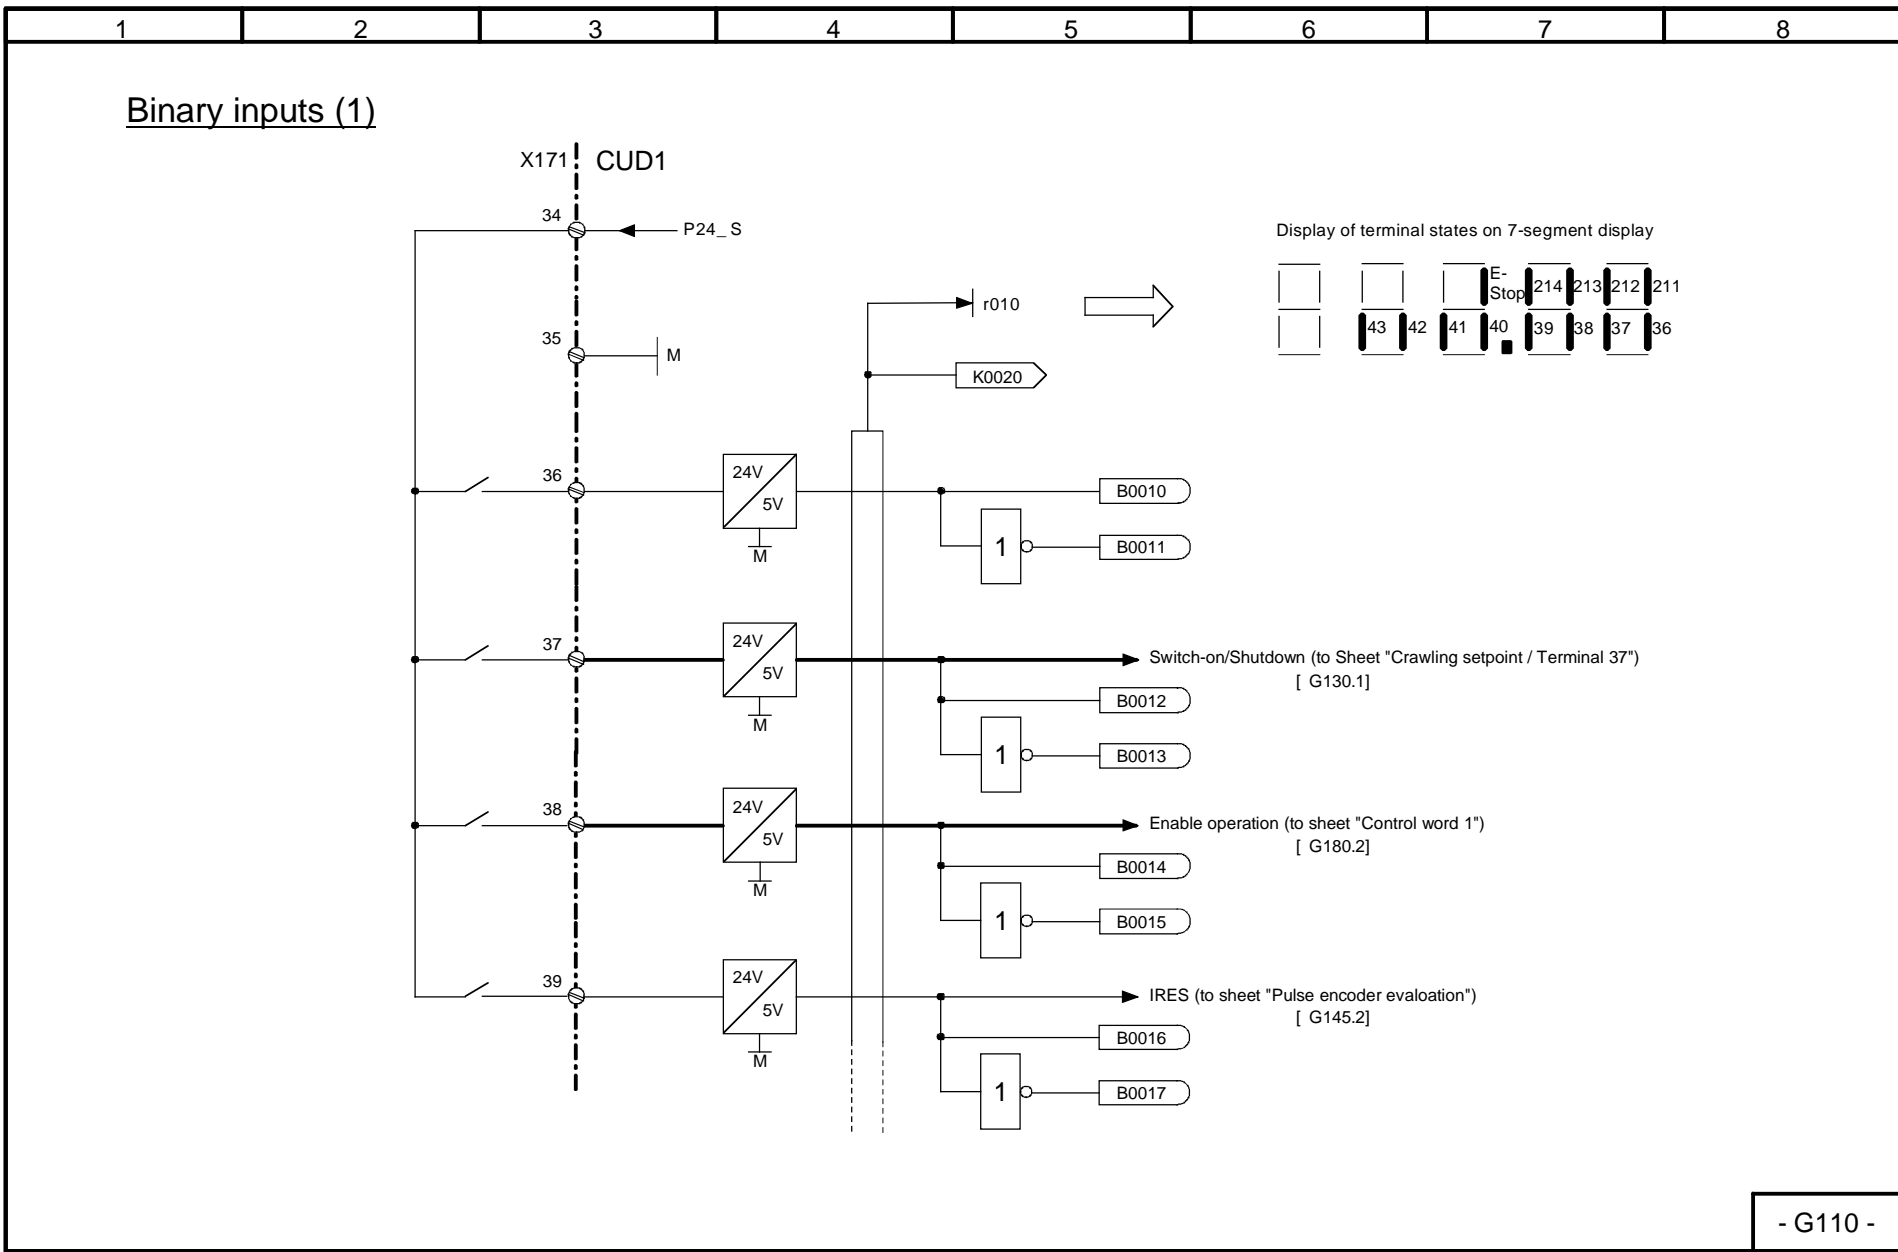 1 2 3 4 5 6 7 8
Binary inputs (1)
X171 CUD1
34 P24_ S
Display of terminal states on 7-segment display
E-
Stop 214 213 212 211
43 42 41 40 39 38 37 36
r010
35 M
K0020
36 24V
5V
M
B0010
1 B0011
37 24V
5V
M
Switch-on/Shutdown (to Sheet "Crawling setpoint / Terminal 37")
[ G130.1]
B0012
1 B0013
38 24V
5V
M
Enable operation (to sheet "Control word 1")
[ G180.2]
B0014
1 B0015
39 24V
5V
M
IRES (to sheet "Pulse encoder evaloation")
[ G145.2]
B0016
1 B0017
- G110 -